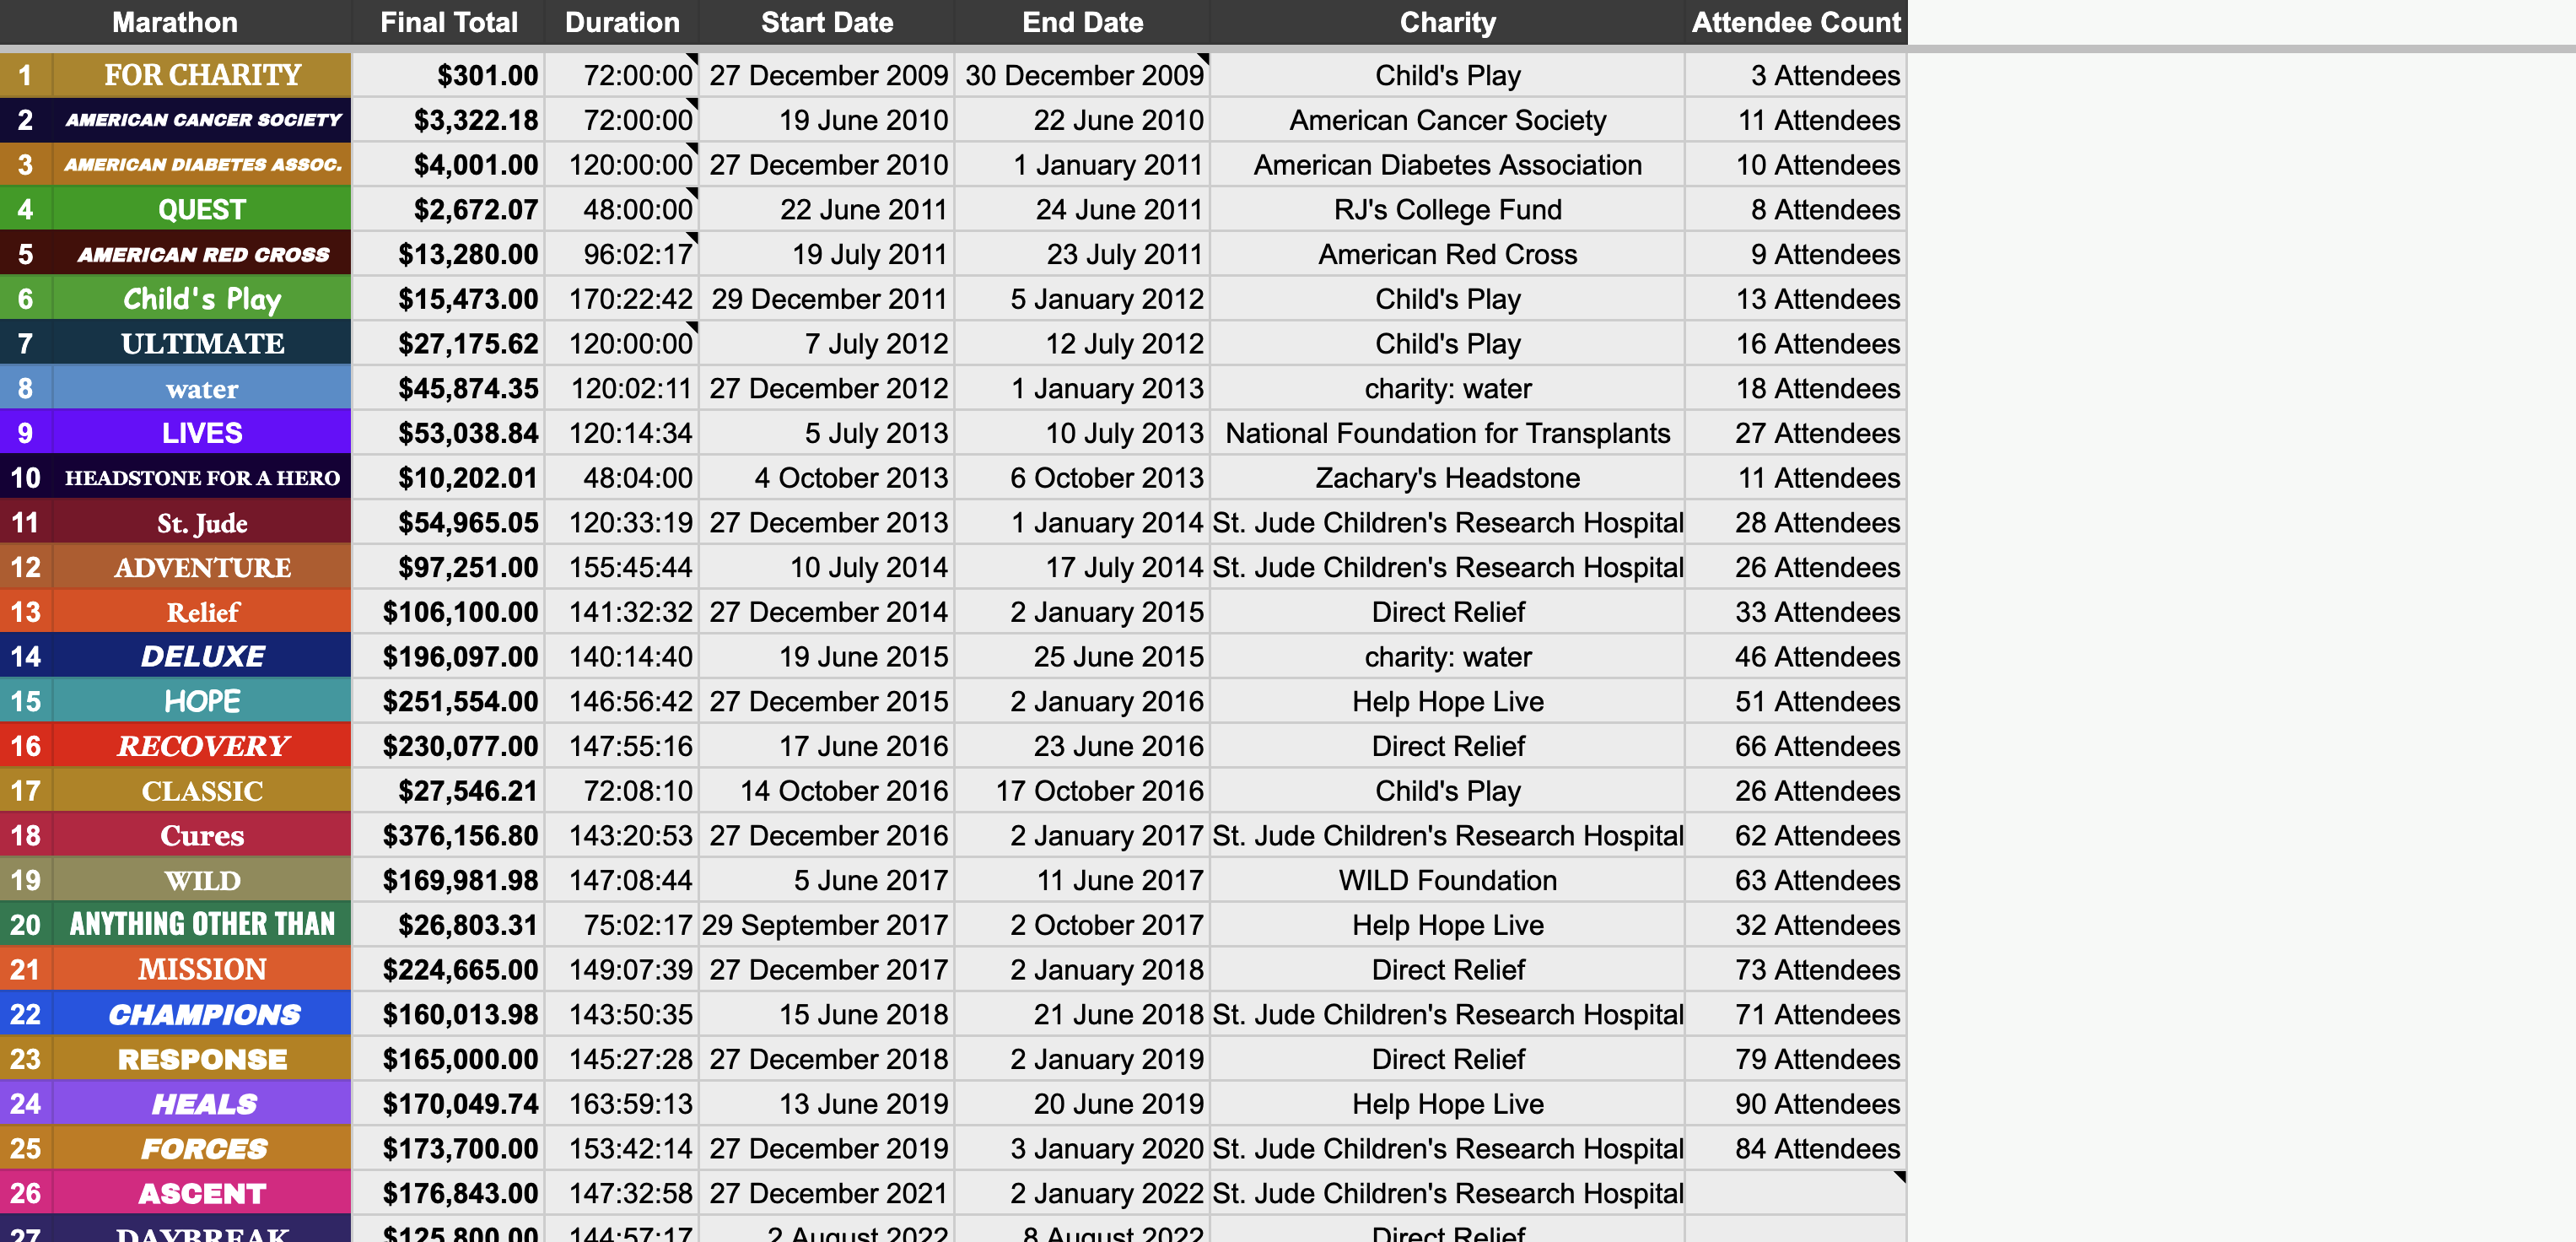 Marathon Final Total Duration Start Date End Date Charity Attendee Count
1 FOR CHARITY $301.00 72:00:00 27 December 2009 30 December 2009 Child's Play 3 Attendees
2 AMERICAN CANCER SOCIETY $3,322.18 72:00:00 19 June 2010 22 June 2010 American Cancer Society 11 Attendees
3 AMERICAN DIABETES ASSOC. $4,001.00 120:00:00 27 December 2010 1 January 2011 American Diabetes Association 10 Attendees
4 QUEST $2,672.07 48:00:00 22 June 2011 24 June 2011 RJ's College Fund 8 Attendees
5 AMERICAN RED CROSS $13,280.00 96:02:17 19 July 2011 23 July 2011 American Red Cross 9 Attendees
6 Child's Play $15,473.00 170:22:42 29 December 2011 5 January 2012 Child's Play 13 Attendees
7 ULTIMATE $27,175.62 120:00:00 7 July 2012 12 July 2012 Child's Play 16 Attendees
8 water $45,874.35 120:02:11 27 December 2012 1 January 2013 charity: water 18 Attendees
9 LIVES $53,038.84 120:14:34 5 July 2013 10 July 2013 National Foundation for Transplants 27 Attendees
10 HEADSTONE FOR A HERO $10,202.01 48:04:00 4 October 2013 6 October 2013 Zachary's Headstone 11 Attendees
11 St. Jude $54,965.05 120:33:19 27 December 2013 1 January 2014 St. Jude Children's Research Hospital 28 Attendees
12 ADVENTURE $97,251.00 155:45:44 10 July 2014 17 July 2014 St. Jude Children's Research Hospital 26 Attendees
13 Relief $106,100.00 141:32:32 27 December 2014 2 January 2015 Direct Relief 33 Attendees
14 DELUXE $196,097.00 140:14:40 19 June 2015 25 June 2015 charity: water 46 Attendees
15 HOPE $251,554.00 146:56:42 27 December 2015 2 January 2016 Help Hope Live 51 Attendees
16 RECOVERY $230,077.00 147:55:16 17 June 2016 23 June 2016 Direct Relief 66 Attendees
17 CLASSIC $27,546.21 72:08:10 14 October 2016 17 October 2016 Child's Play 26 Attendees
18 Cures $376,156.80 143:20:53 27 December 2016 2 January 2017 St. Jude Children's Research Hospital 62 Attendees
19 WILD $169,981.98 147:08:44 5 June 2017 11 June 2017 WILD Foundation 63 Attendees
20 ANYTHING OTHER THAN $26,803.31 75:02:17 29 September 2017 2 October 2017 Help Hope Live 32 Attendees
21 MISSION $224,665.00 149:07:39 27 December 2017 2 January 2018 Direct Relief 73 Attendees
22 CHAMPIONS $160,013.98 143:50:35 15 June 2018 21 June 2018 St. Jude Children's Research Hospital 71 Attendees
23 RESPONSE $165,000.00 145:27:28 27 December 2018 2 January 2019 Direct Relief 79 Attendees
24 HEALS $170,049.74 163:59:13 13 June 2019 20 June 2019 Help Hope Live 90 Attendees
25 FORCES $173,700.00 153:42:14 27 December 2019 3 January 2020 St. Jude Children's Research Hospital 84 Attendees
26 ASCENT $176,843.00 147:32:58 27 December 2021 2 January 2022 St. Jude Children's Research Hospital
27 DAYBREAK $125,800.00 144:57:17 2 August 2022 8 August 2022 Direct Relief